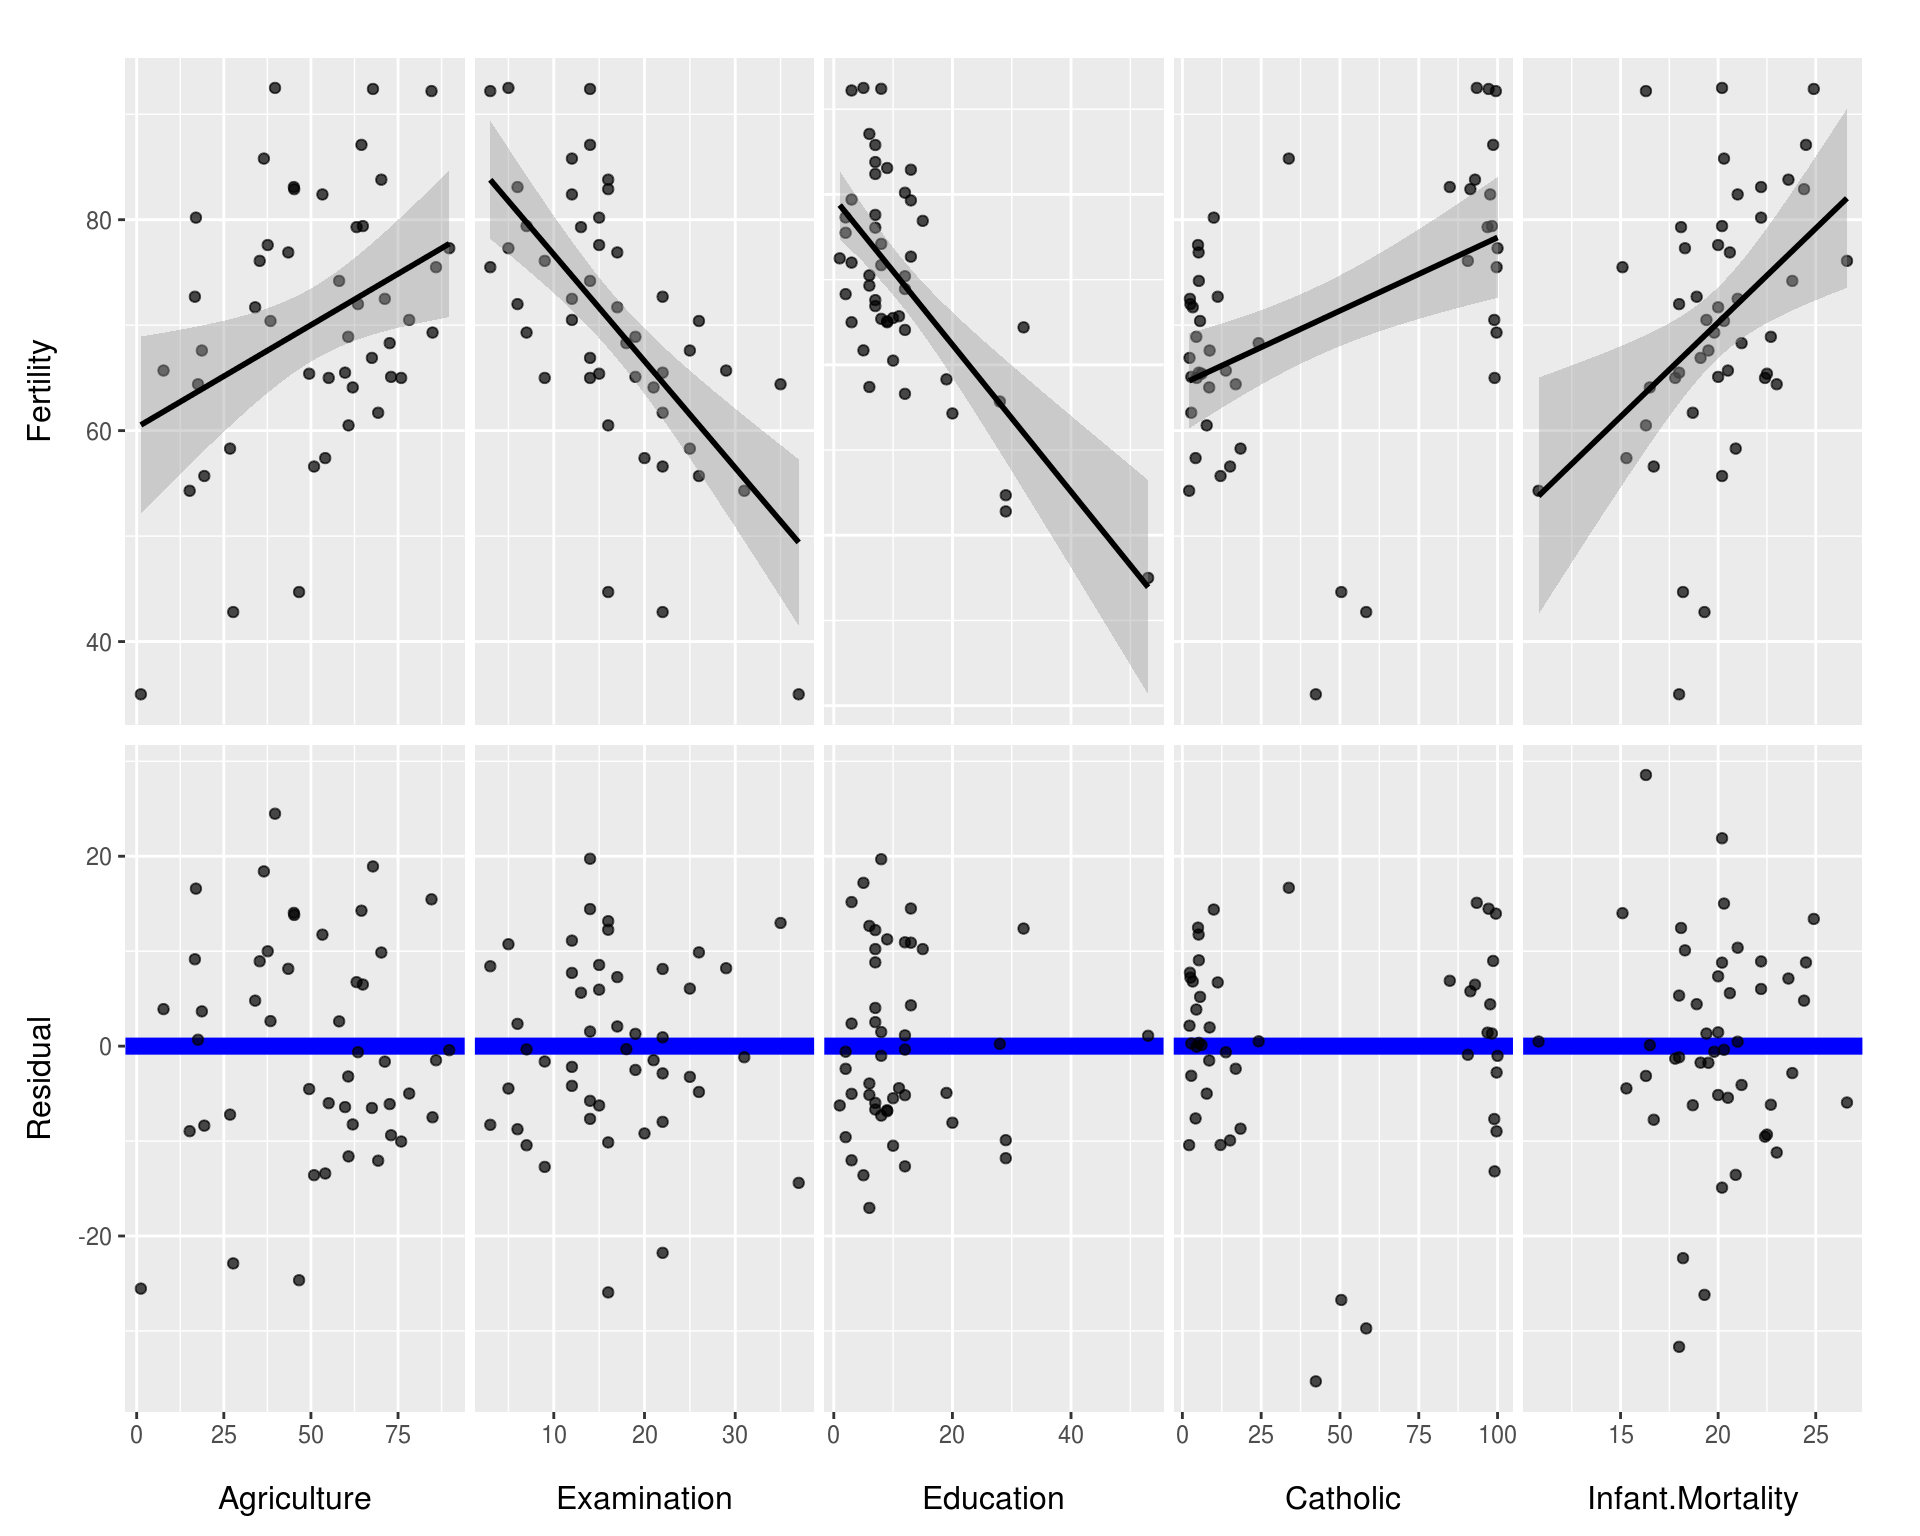 Fertility
80
60
40
Residual
20
0
-20
0 25 50 75
10 20 30
0 20 40
0 25 50 75 100
15 20 25
Agriculture
Examination
Education
Catholic
Infant.Mortality